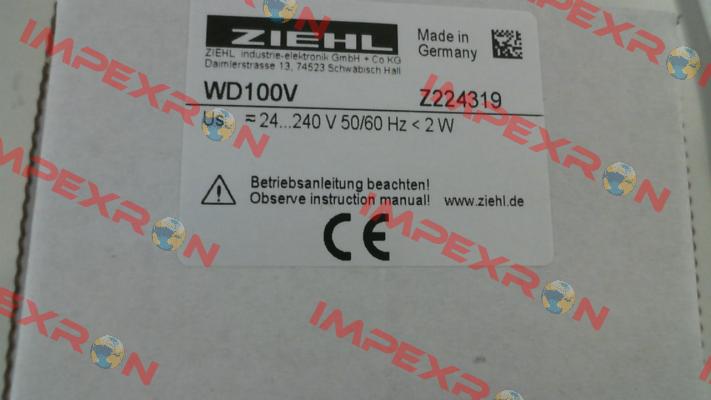 ZIEHL
ZIEHL industrie-elektronik GmbH + Co KG
Daimlerstrasse 13, 74523 Schwäbisch Hall
Made in
Germany
WD100V
Z224319
Us: ≂ 24...240 V 50/60 Hz < 2 W
Betriebsanleitung beachten!
Observe instruction manual! www.ziehl.de
CE
IMPEXRON
IMPEXRON
IMPEXRON
IMPEXRON
IMPEXRON
IMPEXRON
IMPEXRON